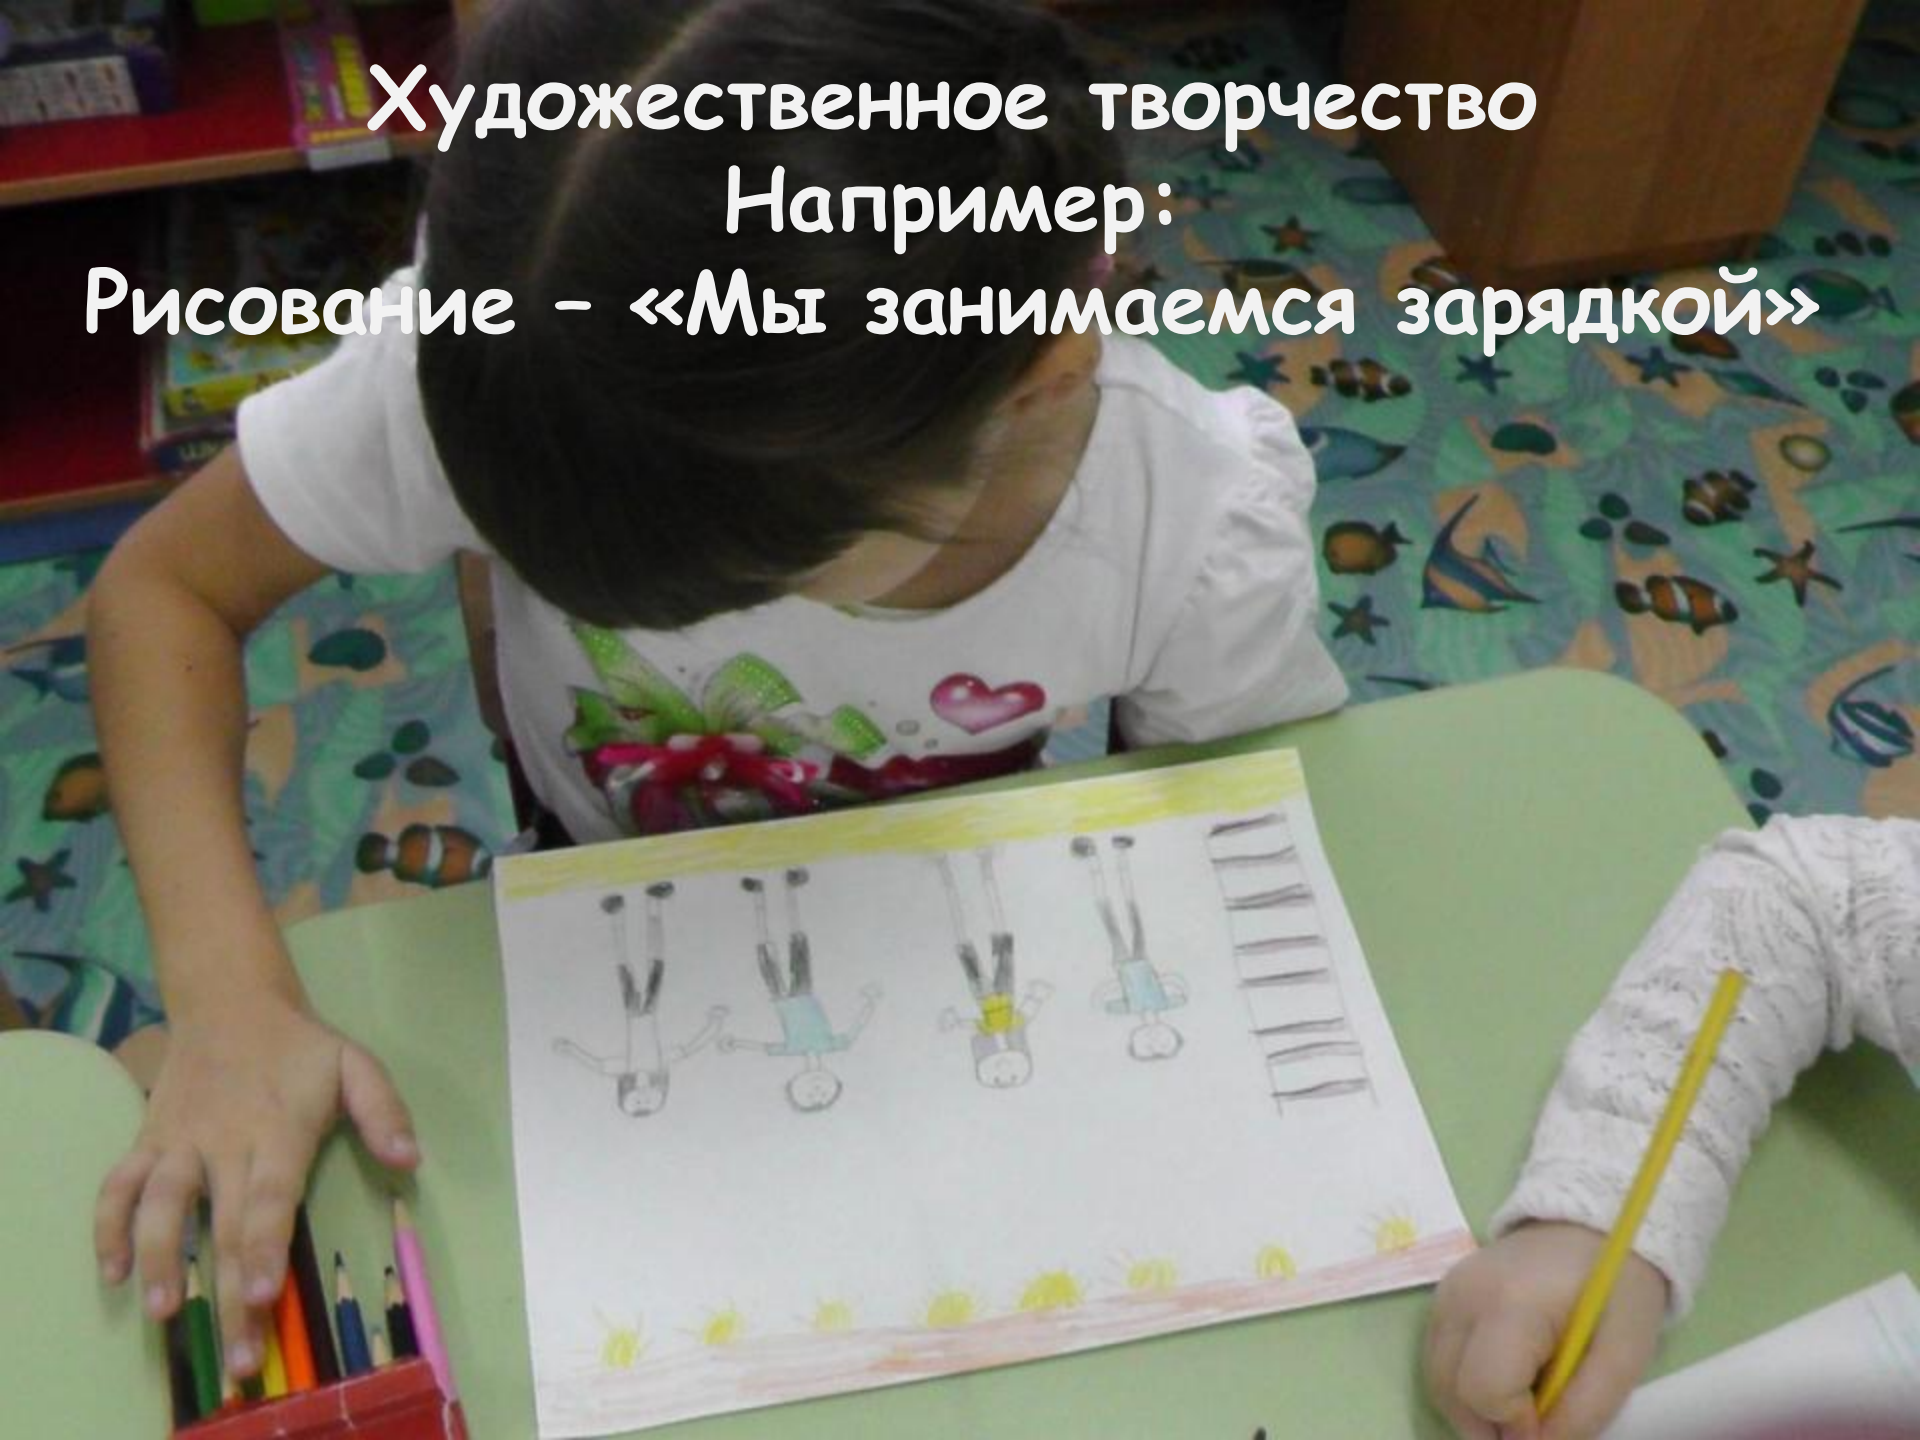 Художественное творчество
Например:
Рисование – «Мы занимаемся зарядкой»